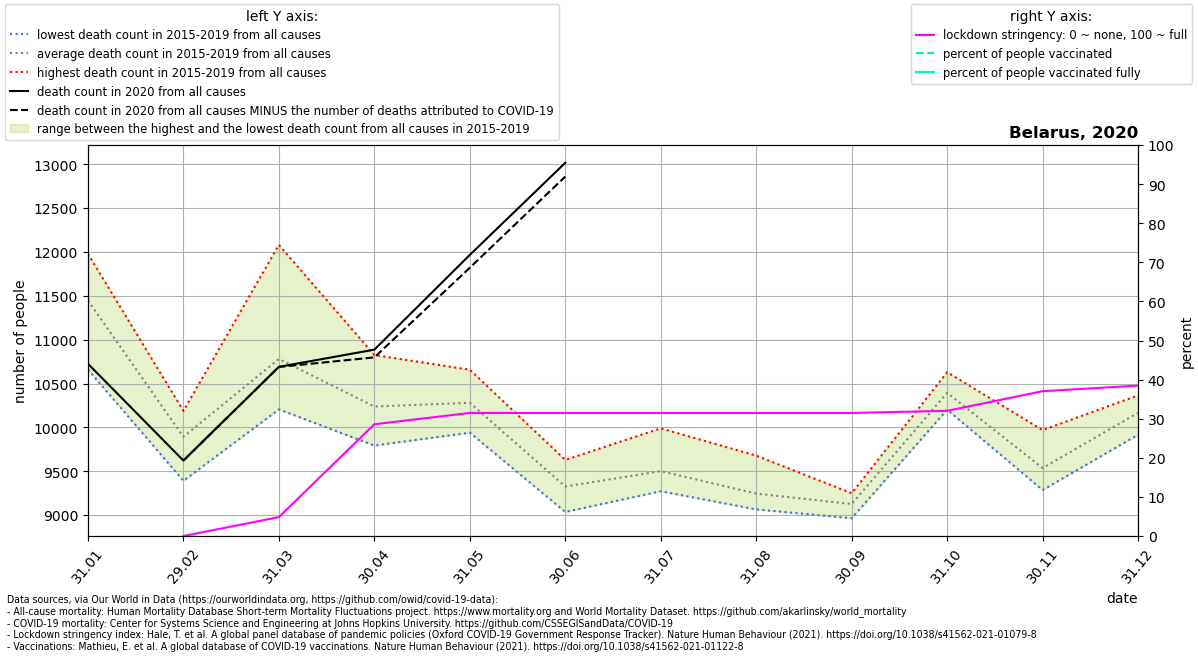 left Y axis:
lowest death count in 2015-2019 from all causes
average death count in 2015-2019 from all causes
highest death count in 2015-2019 from all causes
death count in 2020 from all causes
death count in 2020 from all causes MINUS the number of deaths attributed to COVID-19
range between the highest and the lowest death count from all causes in 2015-2019
right Y axis:
lockdown stringency: 0 ~ none, 100 ~ full
percent of people vaccinated
percent of people vaccinated fully
Belarus, 2020
number of people
13000
12500
12000
11500
11000
10500
10000
9500
9000
100
90
80
70
60
50
40
30
20
10
0
percent
31.01
29.02
31.03
30.04
31.05
30.06
31.07
31.08
30.09
31.10
30.11
31.12
date
Data sources, via Our World in Data (https://ourworldindata.org, https://github.com/owid/covid-19-data):
- All-cause mortality: Human Mortality Database Short-term Mortality Fluctuations project. https://www.mortality.org and World Mortality Dataset. https://github.com/akarlinsky/world_mortality
- COVID-19 mortality: Center for Systems Science and Engineering at Johns Hopkins University. https://github.com/CSSEGISandData/COVID-19
- Lockdown stringency index: Hale, T. et al. A global panel database of pandemic policies (Oxford COVID-19 Government Response Tracker). Nature Human Behaviour (2021). https://doi.org/10.1038/s41562-021-01079-8
- Vaccinations: Mathieu, E. et al. A global database of COVID-19 vaccinations. Nature Human Behaviour (2021). https://doi.org/10.1038/s41562-021-01122-8